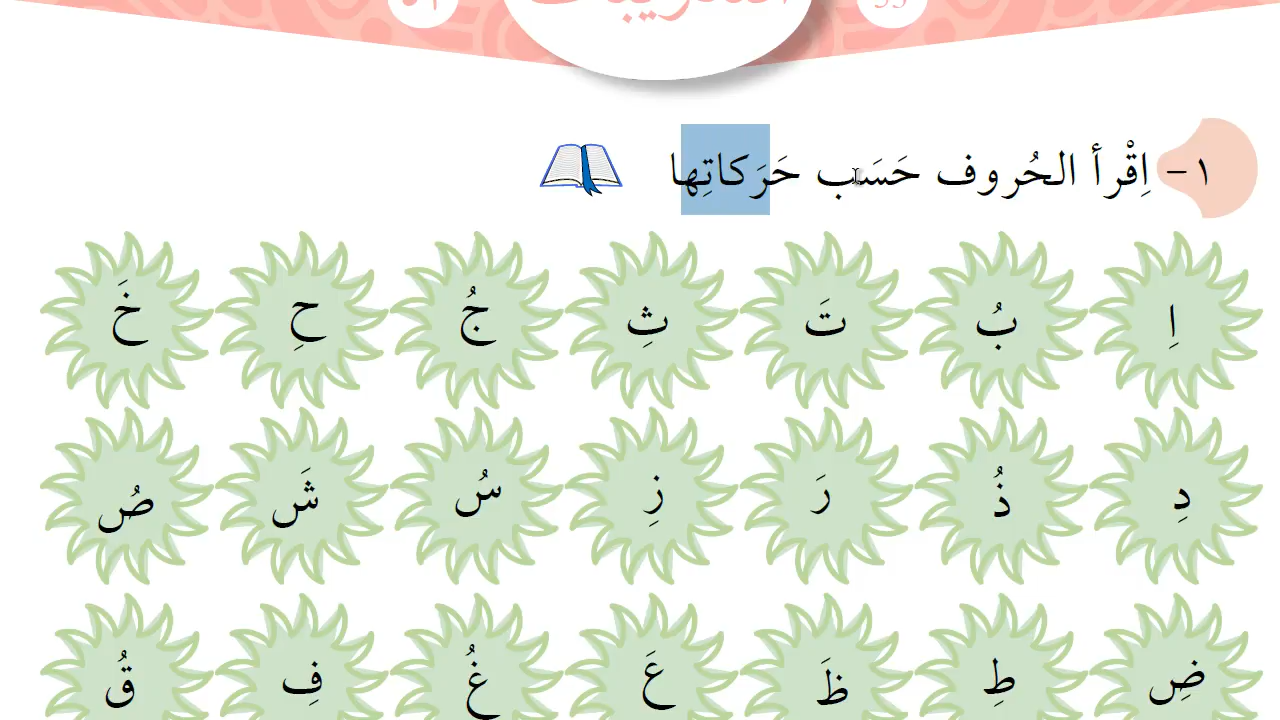 ١- اِقْرأ الحُروف حَسَب حَرَكاتِها
اِ بُ تَ ثِ جُ حِ خَ
دِ ذُ رَ زِ سُ شَ صُ
ضِ طِ ظَ عَ غُ فِ قُ